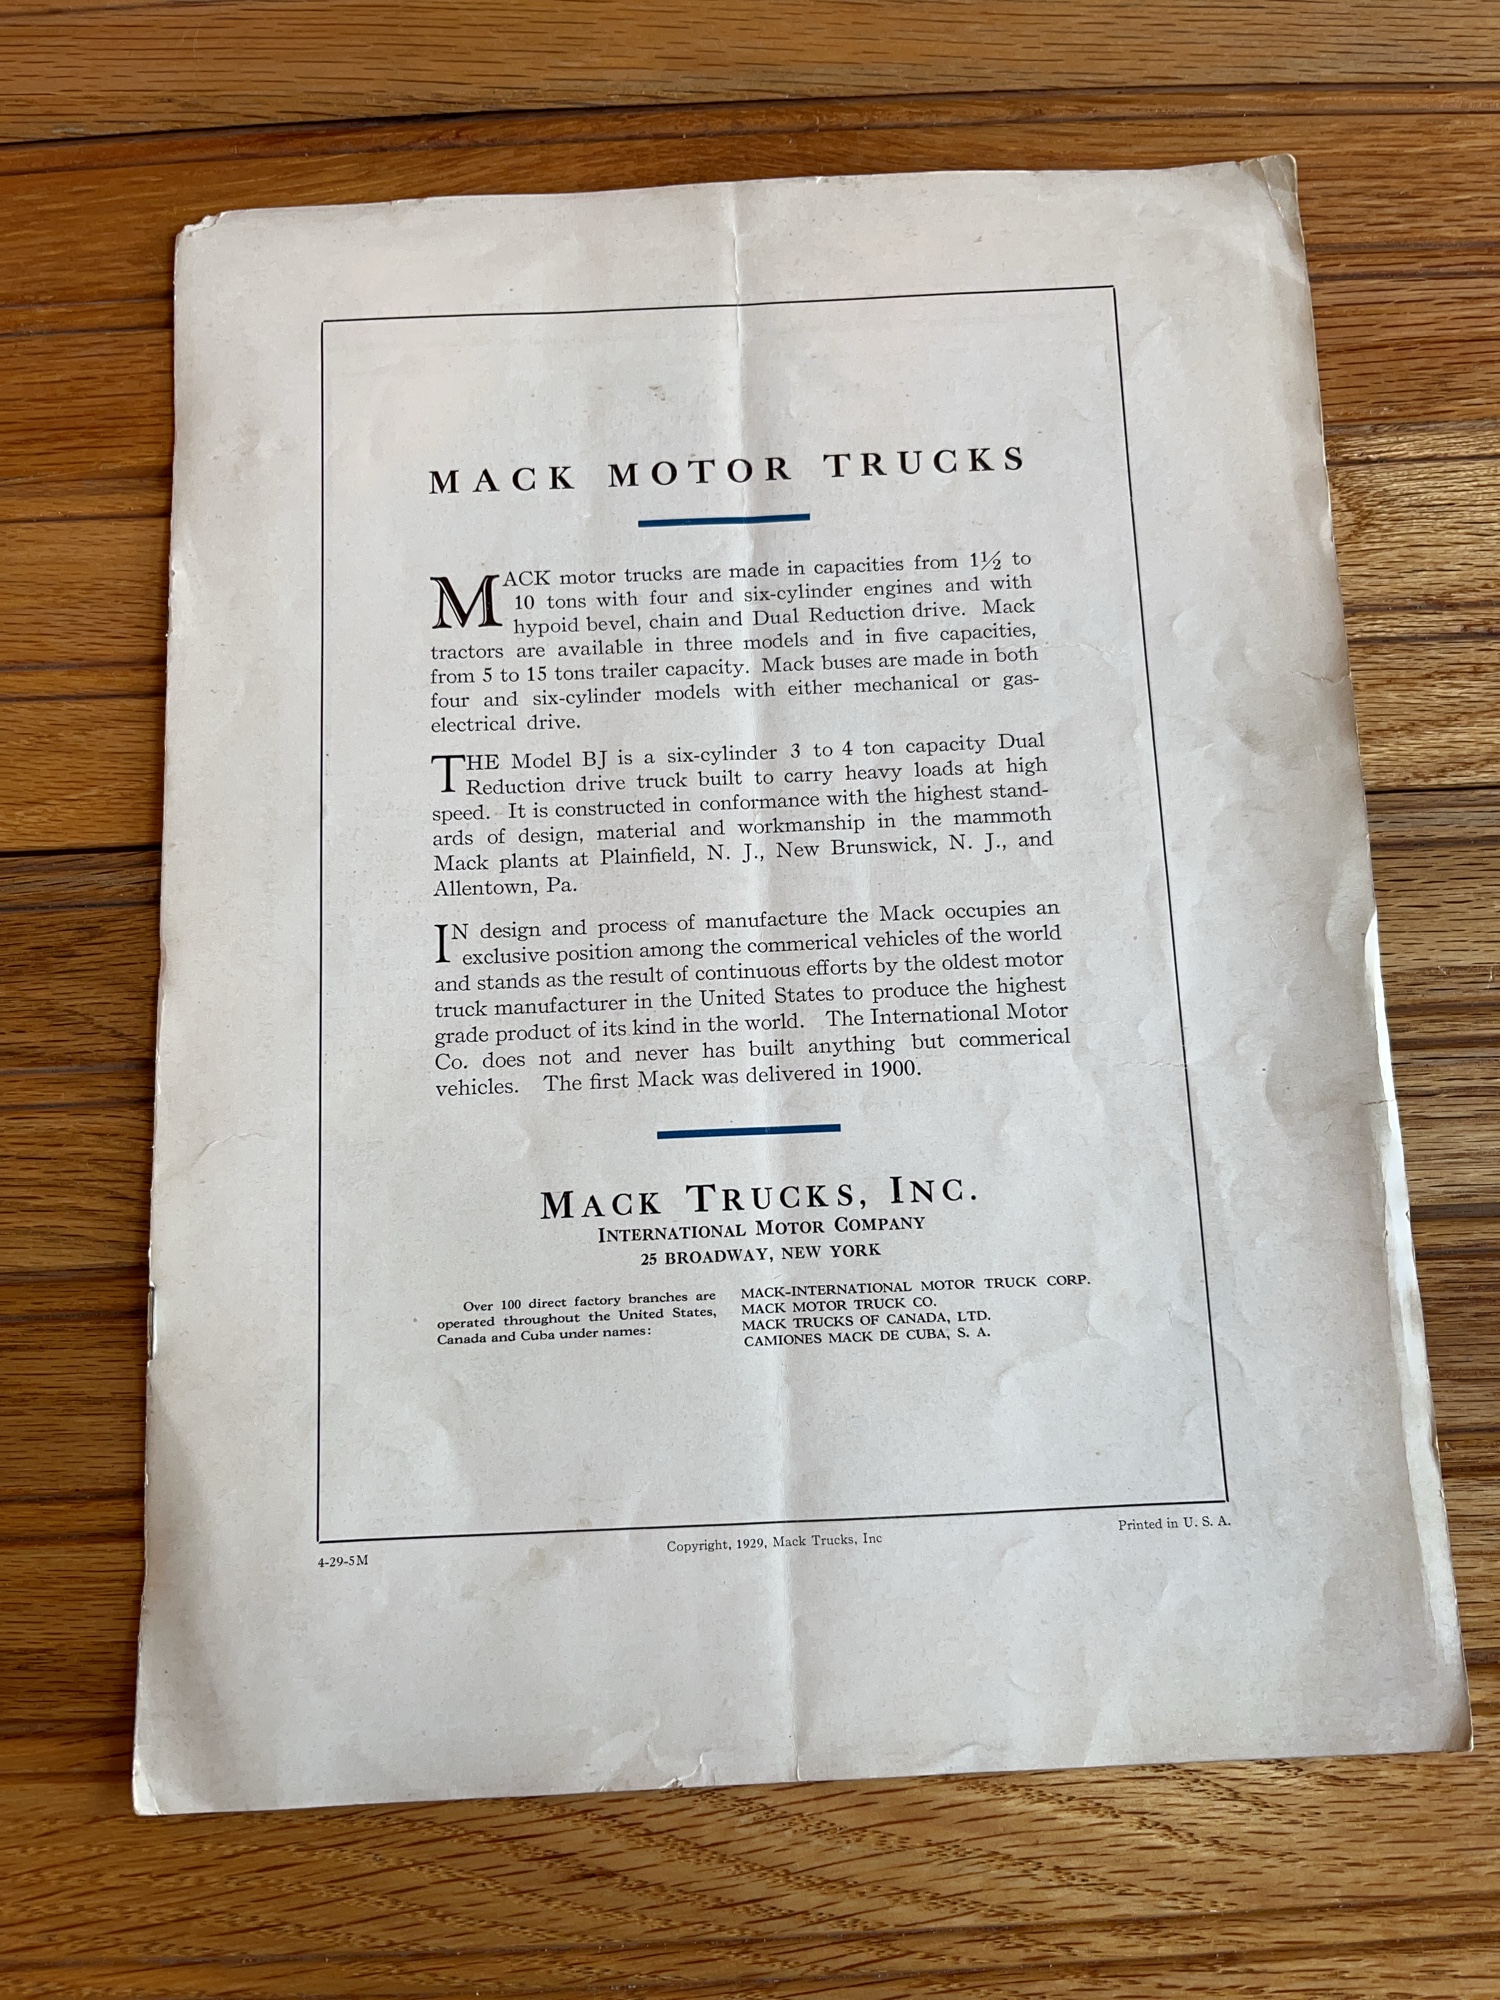 MACK MOTOR TRUCKS
MACK motor trucks are made in capacities from 1½ to
10 tons with four and six-cylinder engines and with
hypoid bevel, chain and Dual Reduction drive. Mack
tractors are available in three models and in five capacities,
from 5 to 15 tons trailer capacity. Mack buses are made in both
four and six-cylinder models with either mechanical or gas-
electrical drive.
THE Model BJ is a six-cylinder 3 to 4 ton capacity Dual
Reduction drive truck built to carry heavy loads at high
speed. It is constructed in conformance with the highest stand-
ards of design, material and workmanship in the mammoth
Mack plants at Plainfield, N. J., New Brunswick, N. J., and
Allentown, Pa.
IN design and process of manufacture the Mack occupies an
exclusive position among the commerical vehicles of the world
and stands as the result of continuous efforts by the oldest motor
truck manufacturer in the United States to produce the highest
grade product of its kind in the world. The International Motor
Co. does not and never has built anything but commerical
vehicles. The first Mack was delivered in 1900.
MACK TRUCKS, INC.
INTERNATIONAL MOTOR COMPANY
25 BROADWAY, NEW YORK
Over 100 direct factory branches are
operated throughout the United States,
Canada and Cuba under names:
MACK-INTERNATIONAL MOTOR TRUCK CORP.
MACK MOTOR TRUCK CO.
MACK TRUCKS OF CANADA, LTD.
CAMIONES MACK DE CUBA, S. A.
4-29-5M
Copyright, 1929, Mack Trucks, Inc
Printed in U. S. A.